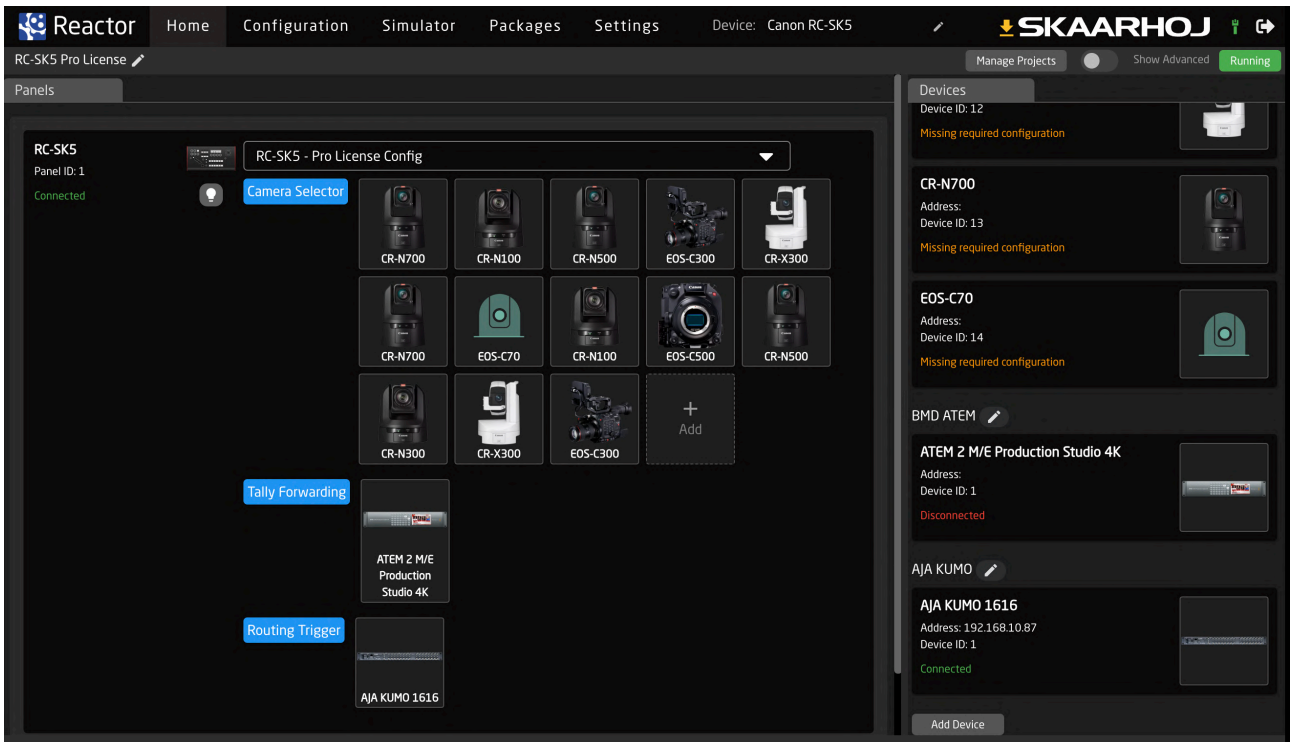 Reactor Home Configuration Simulator Packages Settings Device: Canon RC-SK5 SKAARHOJ
RC-SK5 Pro License Manage Projects Show Advanced Running
Panels
RC-SK5
Panel ID: 1
Connected
RC-SK5 - Pro License Config
Camera Selector
CR-N700 CR-N100 CR-N500 EOS-C300 CR-X300
CR-N700 EOS-C70 CR-N100 EOS-C500 CR-N500
CR-N300 CR-X300 EOS-C300 + Add
Tally Forwarding
ATEM 2 M/E
Production
Studio 4K
Routing Trigger
AJA KUMO 1616
Devices
Device ID: 12
Missing required configuration
CR-N700
Address:
Device ID: 13
Missing required configuration
EOS-C70
Address:
Device ID: 14
Missing required configuration
BMD ATEM
ATEM 2 M/E Production Studio 4K
Address:
Device ID: 1
Disconnected
AJA KUMO
AJA KUMO 1616
Address: 192.168.10.87
Device ID: 1
Connected
Add Device